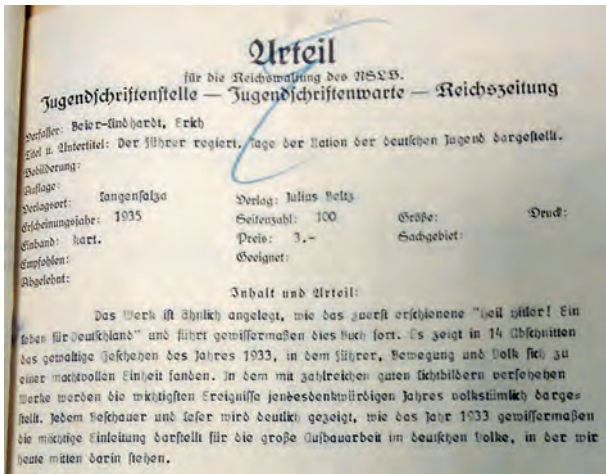 Urteil
für die Reichswaltung des NSLB.
Jugendschriftenstelle — Jugendschriftenwarte — Reichszeitung
Verfasser: Beier-Lindhardt, Erich
Titel u. Untertitel: Der Führer regiert. Tage der Nation der deutschen Jugend dargestellt.
Bebilderung:
Auflage:
Verlagsort: Langensalza Verlag: Julius Beltz
Erscheinungsjahr: 1935 Seitenzahl: 100 Größe: Druck:
Einband: kart. Preis: 3.- Sachgebiet:
Empfohlen: Geeignet:
Abgelehnt:
Inhalt und Urteil:
Das Werk ist ähnlich angelegt, wie das zuerst erschienene "Heil Hitler! Ein
Leben für Deutschland" und führt gewissermaßen dies Buch fort. Es zeigt in 14 Abschnitten
das gewaltige Geschehen des Jahres 1933, in dem Führer, Bewegung und Volk sich zu
einer machtvollen Einheit fanden. In dem mit zahlreichen guten Lichtbildern versehehen
Werke werden die wichtigsten Ereignisse jenesdenkwürdigen Jahres volkstümlich darge=
stellt. Jedem Beschauer und Leser wird deutlich gezeigt, wie das Jahr 1933 gewissermaßen
die mächtige Einleitung darstellt für die große Aufbauarbeit im deutschen Volke, in der wir
heute mitten darin stehen.